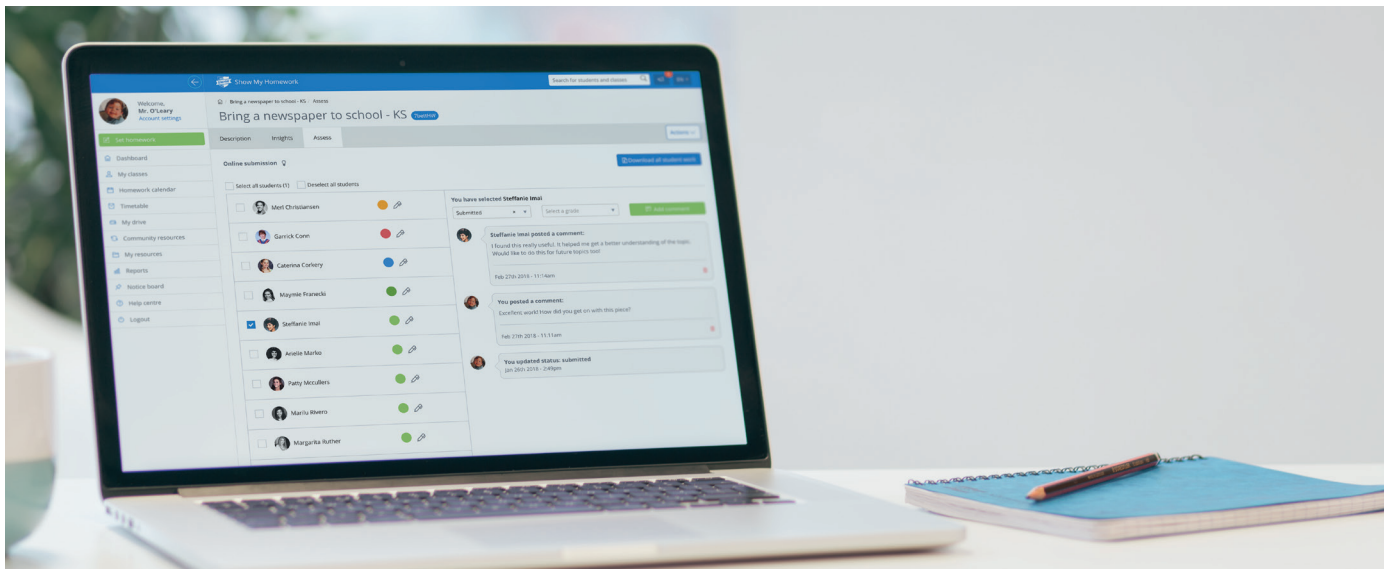 Show My Homework
Search for students and classes
Welcome,
Mr. O'Leary
Account settings
Set homework
Dashboard
My classes
Homework calendar
Timetable
My drive
Community resources
My resources
Reports
Notice board
Help centre
Logout
Bring a newspaper to school - KS / Assess
Bring a newspaper to school - KS
Description Insights Assess
Actions
Online submission
Download all student work
Select all students (1) Deselect all students
Merl Christiansen
Garrick Conn
Caterina Corkery
Maymie Franecki
Steffanie Imai
Amelie Marko
Patty Mccullers
Marilu Rivero
Margarita Ruther
You have selected Steffanie Imai
Submitted
Select a grade
Add comment
Steffanie Imai posted a comment:
I found this really useful. It helped me get a better understanding of the topic.
Would like to do this for future topics too!
Feb 27th 2018 - 11:14am
You posted a comment:
Excellent work! How did you get on with this piece?
Feb 27th 2018 - 11:11am
You updated status: submitted
Jan 26th 2018 - 2:49pm